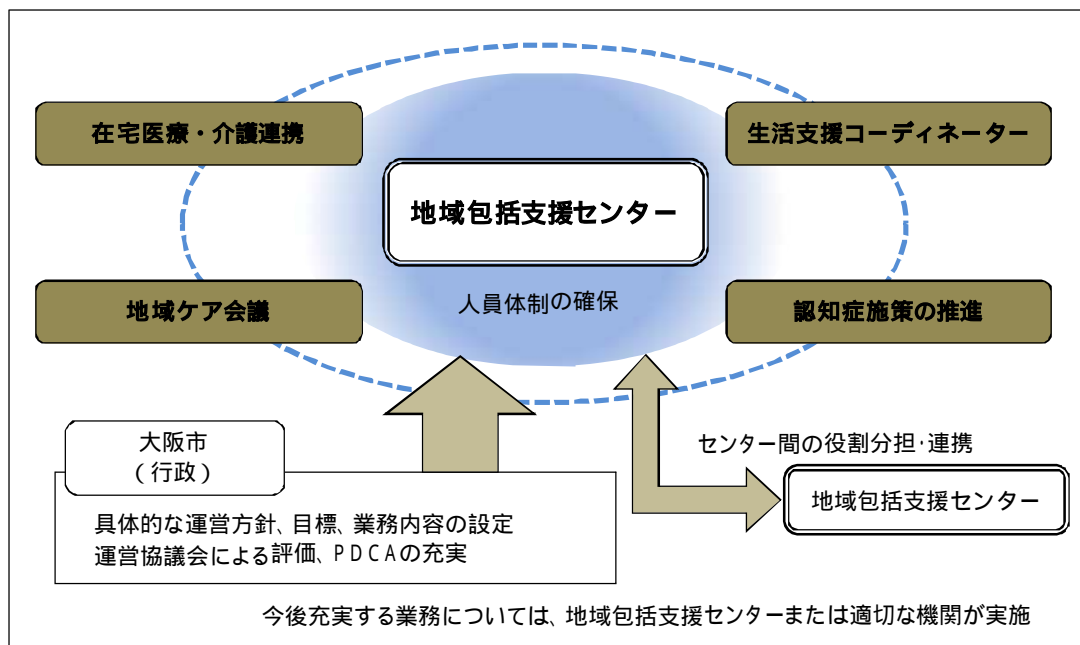 在宅医療・介護連携
生活支援コーディネーター
地域包括支援センター
地域ケア会議
人員体制の確保
認知症施策の推進
大阪市
(行政)
センター間の役割分担・連携
地域包括支援センター
具体的な運営方針、目標、業務内容の設定
運営協議会による評価、PDCAの充実
今後充実する業務については、地域包括支援センターまたは適切な機関が実施